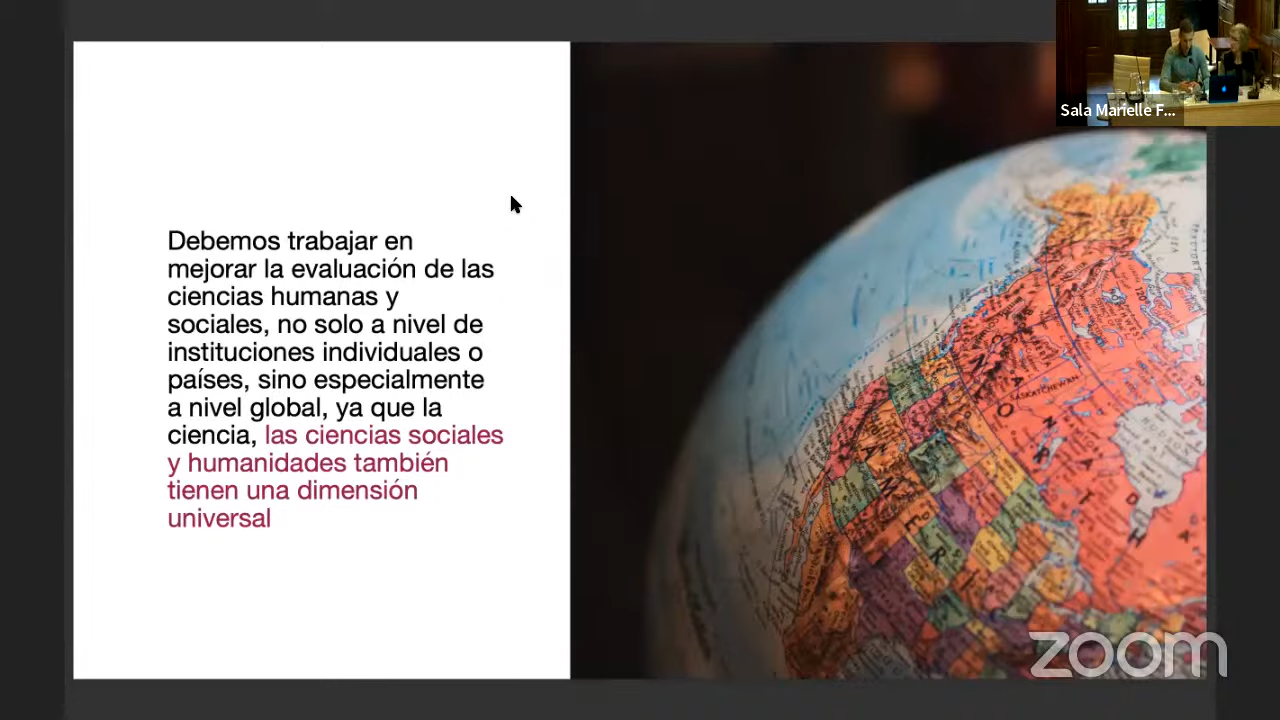 Sala Marielle F...
Debemos trabajar en
mejorar la evaluación de las
ciencias humanas y
sociales, no solo a nivel de
instituciones individuales o
países, sino especialmente
a nivel global, ya que la
ciencia, las ciencias sociales
y humanidades también
tienen una dimensión
universal
SASKATCHEWAN
zoom